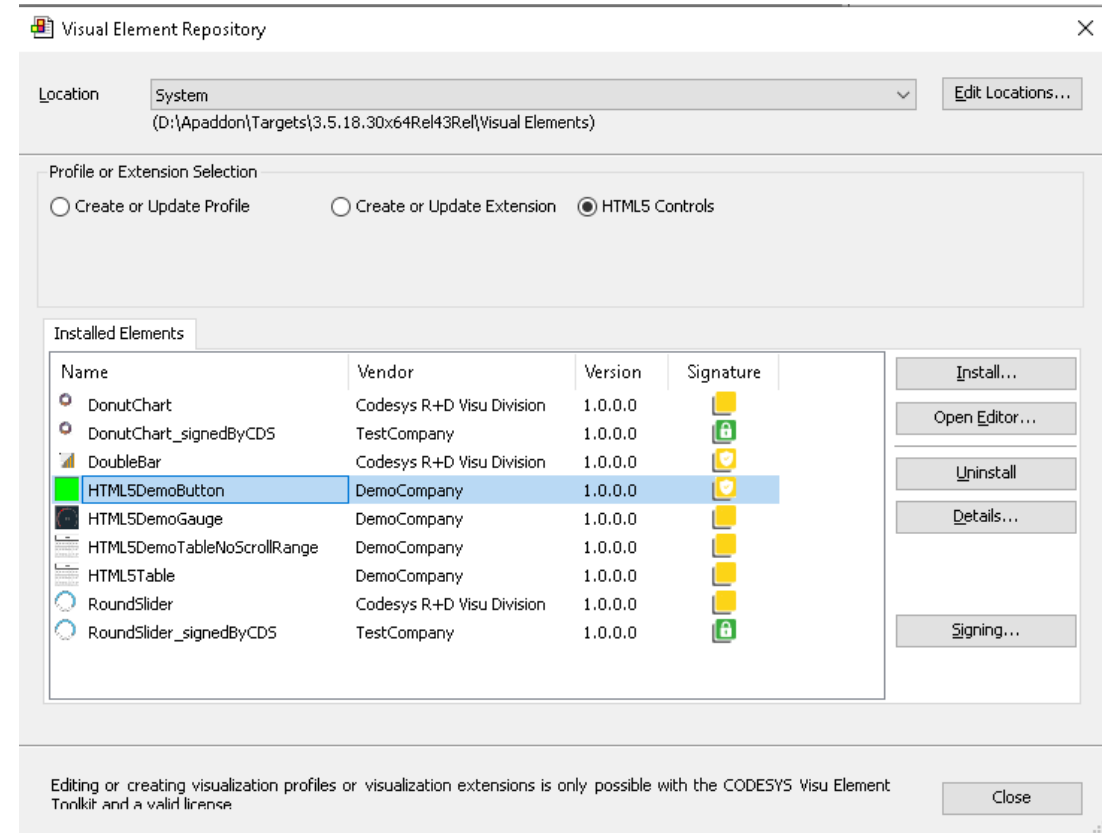 Visual Element Repository
Location
System
Edit Locations...
(D:\Apaddon\Targets\3.5.18.30x64Rel43Rel\Visual Elements)
Profile or Extension Selection
Create or Update Profile
Create or Update Extension
HTML5 Controls
Installed Elements
Name Vendor Version Signature
DonutChart Codesys R+D Visu Division 1.0.0.0
DonutChart_signedByCDS TestCompany 1.0.0.0
DoubleBar Codesys R+D Visu Division 1.0.0.0
HTML5DemoButton DemoCompany 1.0.0.0
HTML5DemoGauge DemoCompany 1.0.0.0
HTML5DemoTableNoScrollRange DemoCompany 1.0.0.0
HTML5Table DemoCompany 1.0.0.0
RoundSlider Codesys R+D Visu Division 1.0.0.0
RoundSlider_signedByCDS TestCompany 1.0.0.0
Install...
Open Editor...
Uninstall
Details...
Signing...
Editing or creating visualization profiles or visualization extensions is only possible with the CODESYS Visu Element
Toolkit and a valid license
Close